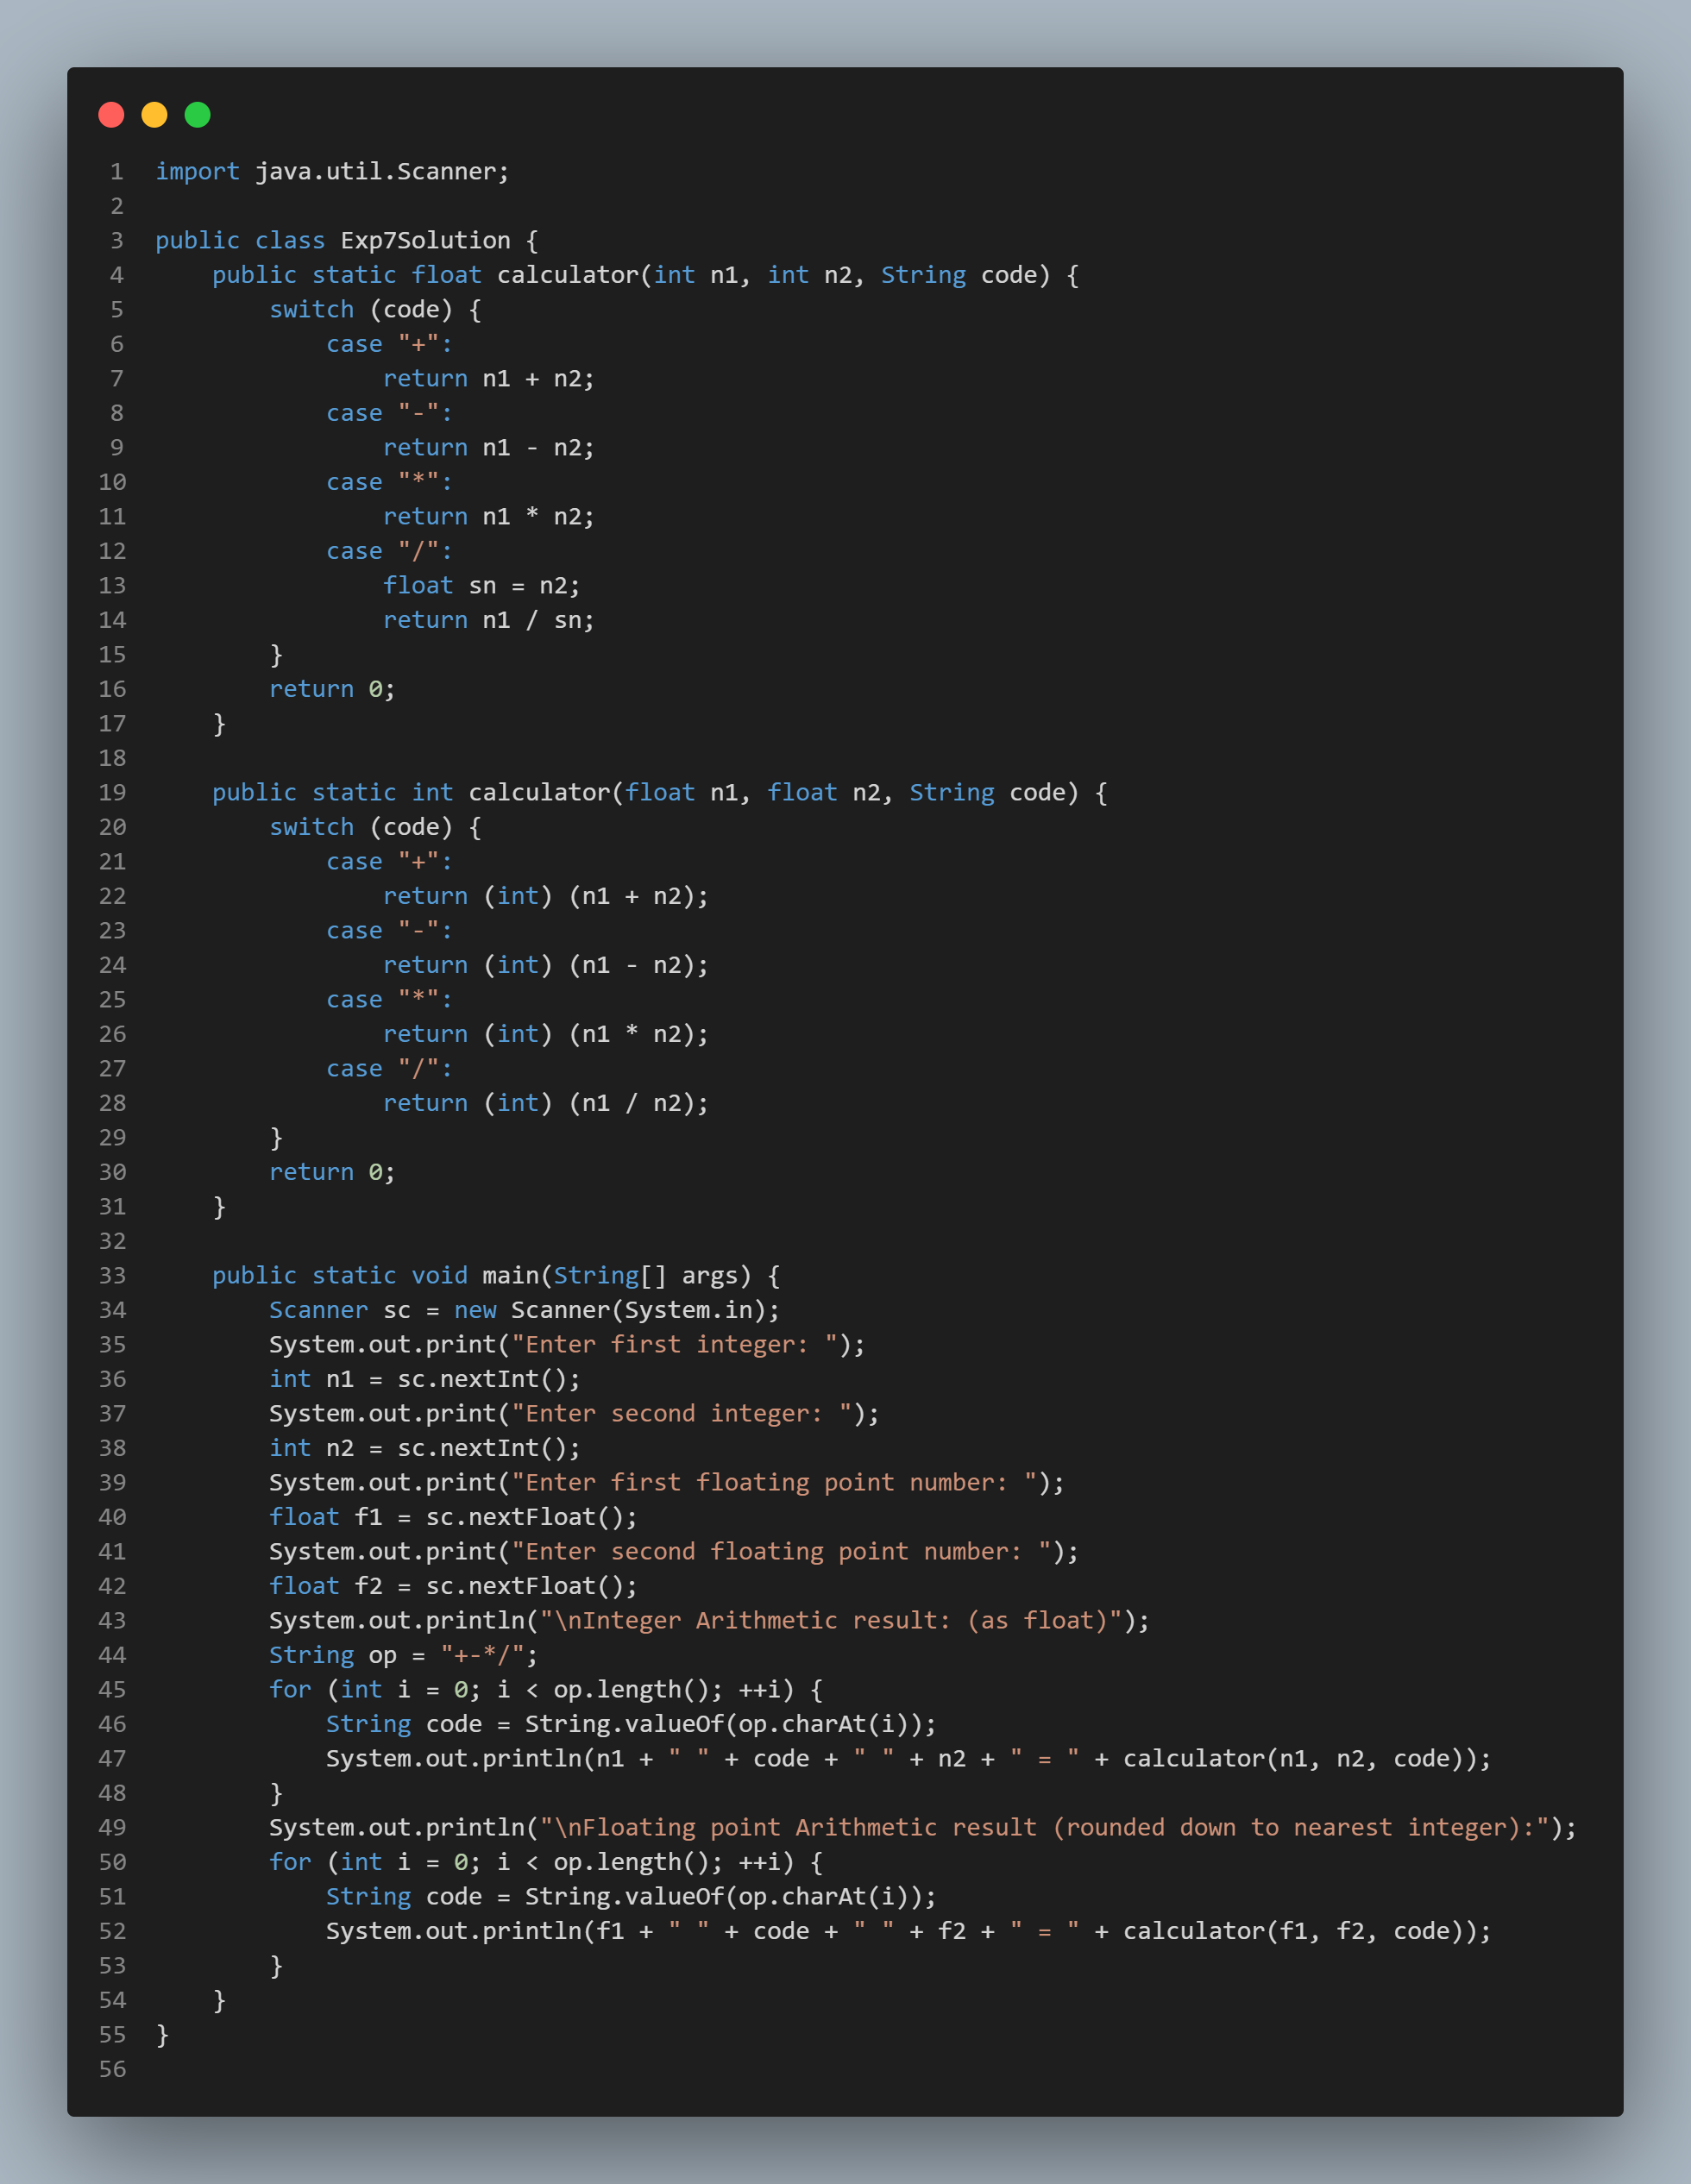 1 import java.util.Scanner;
2
3 public class Exp7Solution {
4     public static float calculator(int n1, int n2, String code) {
5         switch (code) {
6             case "+":
7                 return n1 + n2;
8             case "-":
9                 return n1 - n2;
10             case "*":
11                 return n1 * n2;
12             case "/":
13                 float sn = n2;
14                 return n1 / sn;
15         }
16         return 0;
17     }
18
19     public static int calculator(float n1, float n2, String code) {
20         switch (code) {
21             case "+":
22                 return (int) (n1 + n2);
23             case "-":
24                 return (int) (n1 - n2);
25             case "*":
26                 return (int) (n1 * n2);
27             case "/":
28                 return (int) (n1 / n2);
29         }
30         return 0;
31     }
32
33     public static void main(String[] args) {
34         Scanner sc = new Scanner(System.in);
35         System.out.print("Enter first integer: ");
36         int n1 = sc.nextInt();
37         System.out.print("Enter second integer: ");
38         int n2 = sc.nextInt();
39         System.out.print("Enter first floating point number: ");
40         float f1 = sc.nextFloat();
41         System.out.print("Enter second floating point number: ");
42         float f2 = sc.nextFloat();
43         System.out.println("\nInteger Arithmetic result: (as float)");
44         String op = "+-*/";
45         for (int i = 0; i < op.length(); ++i) {
46             String code = String.valueOf(op.charAt(i));
47             System.out.println(n1 + " " + code + " " + n2 + " = " + calculator(n1, n2, code));
48         }
49         System.out.println("\nFloating point Arithmetic result (rounded down to nearest integer):");
50         for (int i = 0; i < op.length(); ++i) {
51             String code = String.valueOf(op.charAt(i));
52             System.out.println(f1 + " " + code + " " + f2 + " = " + calculator(f1, f2, code));
53         }
54     }
55 }
56